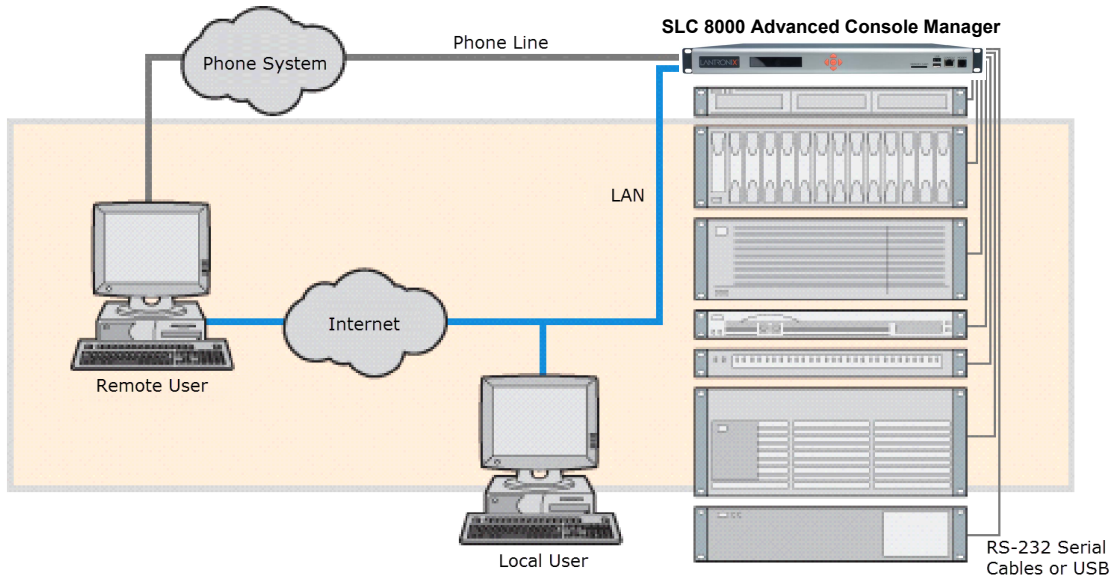 SLC 8000 Advanced Console Manager
Phone Line
Phone System
LANTRONIX
LAN
Internet
Remote User
Local User
RS-232 Serial
Cables or USB